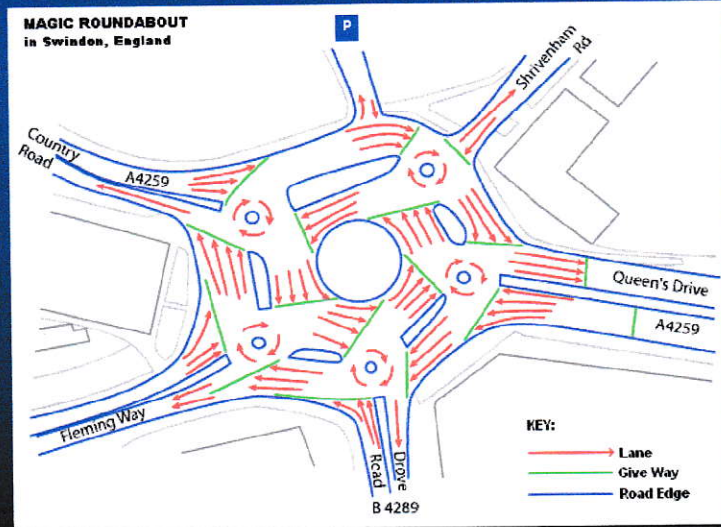 MAGIC ROUNDABOUT
in Swindon, England
P
Shrivenham
Rd
Country
Road
A4259
Queen's Drive
A4259
Fleming Way
Road
Drove
B 4289
KEY:
Lane
Give Way
Road Edge